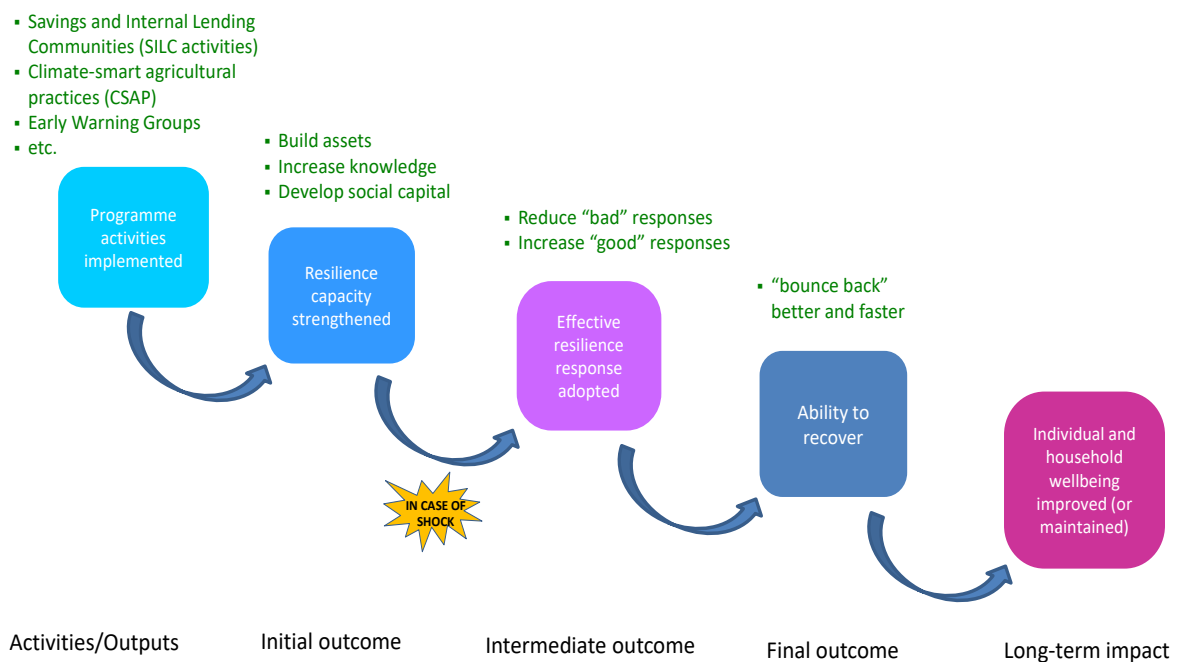 ▪ Savings and Internal Lending
Communities (SILC activities)
▪ Climate-smart agricultural
practices (CSAP)
▪ Early Warning Groups
▪ etc.
Programme
activities
implemented
▪ Build assets
▪ Increase knowledge
▪ Develop social capital
Resilience
capacity
strengthened
IN CASE OF
SHOCK
▪ Reduce “bad” responses
▪ Increase “good” responses
Effective
resilience
response
adopted
▪ “bounce back”
better and faster
Ability to
recover
Individual and
household
wellbeing
improved (or
maintained)
Activities/Outputs
Initial outcome
Intermediate outcome
Final outcome
Long-term impact